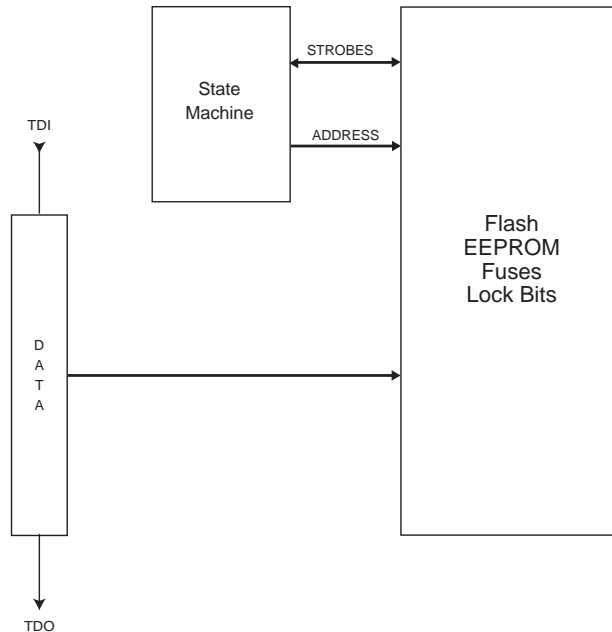 STROBES
State
Machine
ADDRESS
TDI
Flash
EEPROM
Fuses
Lock Bits
D
A
T
A
TDO